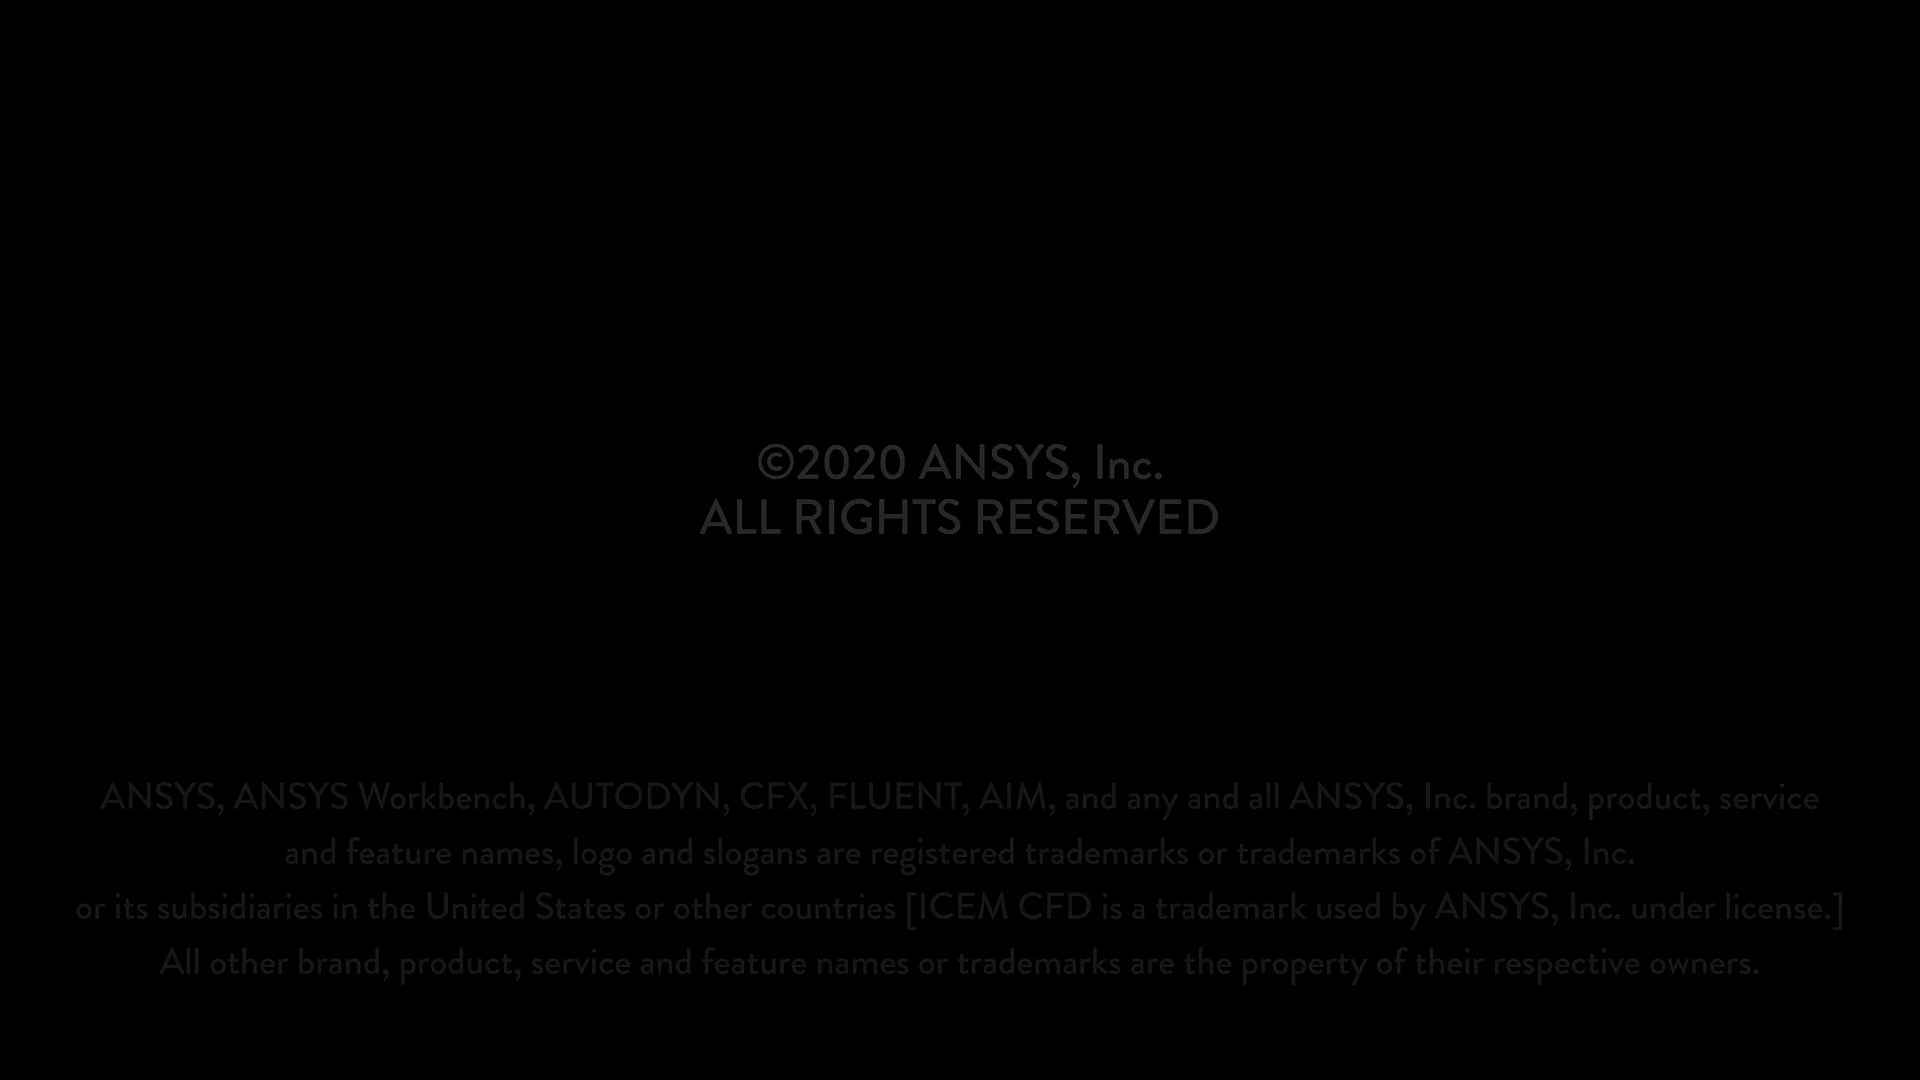 ©2020 ANSYS, Inc.
ALL RIGHTS RESERVED
ANSYS, ANSYS Workbench, AUTODYN, CFX, FLUENT, AIM, and any and all ANSYS, Inc. brand, product, service
and feature names, logo and slogans are registered trademarks or trademarks of ANSYS, Inc.
or its subsidiaries in the United States or other countries [ICEM CFD is a trademark used by ANSYS, Inc. under license.]
All other brand, product, service and feature names or trademarks are the property of their respective owners.